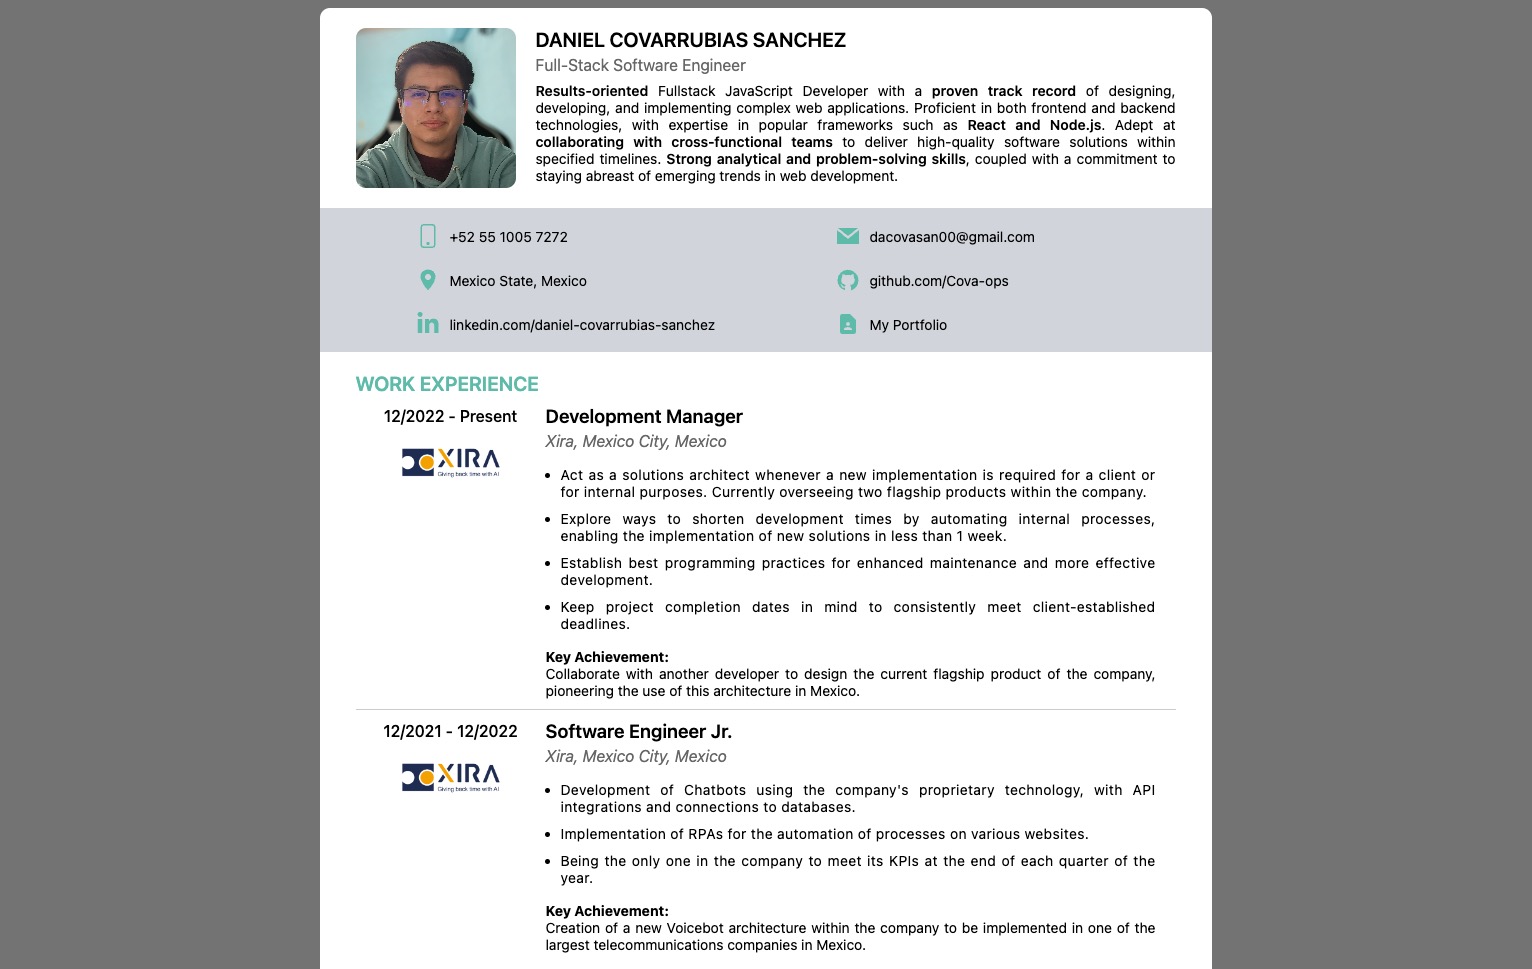 DANIEL COVARRUBIAS SANCHEZ
Full-Stack Software Engineer
Results-oriented Fullstack JavaScript Developer with a proven track record of designing,
developing, and implementing complex web applications. Proficient in both frontend and backend
technologies, with expertise in popular frameworks such as React and Node.js. Adept at
collaborating with cross-functional teams to deliver high-quality software solutions within
specified timelines. Strong analytical and problem-solving skills, coupled with a commitment to
staying abreast of emerging trends in web development.
+52 55 1005 7272
dacovasan00@gmail.com
Mexico State, Mexico
github.com/Cova-ops
linkedin.com/daniel-covarrubias-sanchez
My Portfolio
WORK EXPERIENCE
12/2022 - Present
XIRA
Giving back time with AI
Development Manager
Xira, Mexico City, Mexico
• Act as a solutions architect whenever a new implementation is required for a client or
for internal purposes. Currently overseeing two flagship products within the company.
• Explore ways to shorten development times by automating internal processes,
enabling the implementation of new solutions in less than 1 week.
• Establish best programming practices for enhanced maintenance and more effective
development.
• Keep project completion dates in mind to consistently meet client-established
deadlines.
Key Achievement:
Collaborate with another developer to design the current flagship product of the company,
pioneering the use of this architecture in Mexico.
12/2021 - 12/2022
XIRA
Giving back time with AI
Software Engineer Jr.
Xira, Mexico City, Mexico
• Development of Chatbots using the company's proprietary technology, with API
integrations and connections to databases.
• Implementation of RPAs for the automation of processes on various websites.
• Being the only one in the company to meet its KPIs at the end of each quarter of the
year.
Key Achievement:
Creation of a new Voicebot architecture within the company to be implemented in one of the
largest telecommunications companies in Mexico.